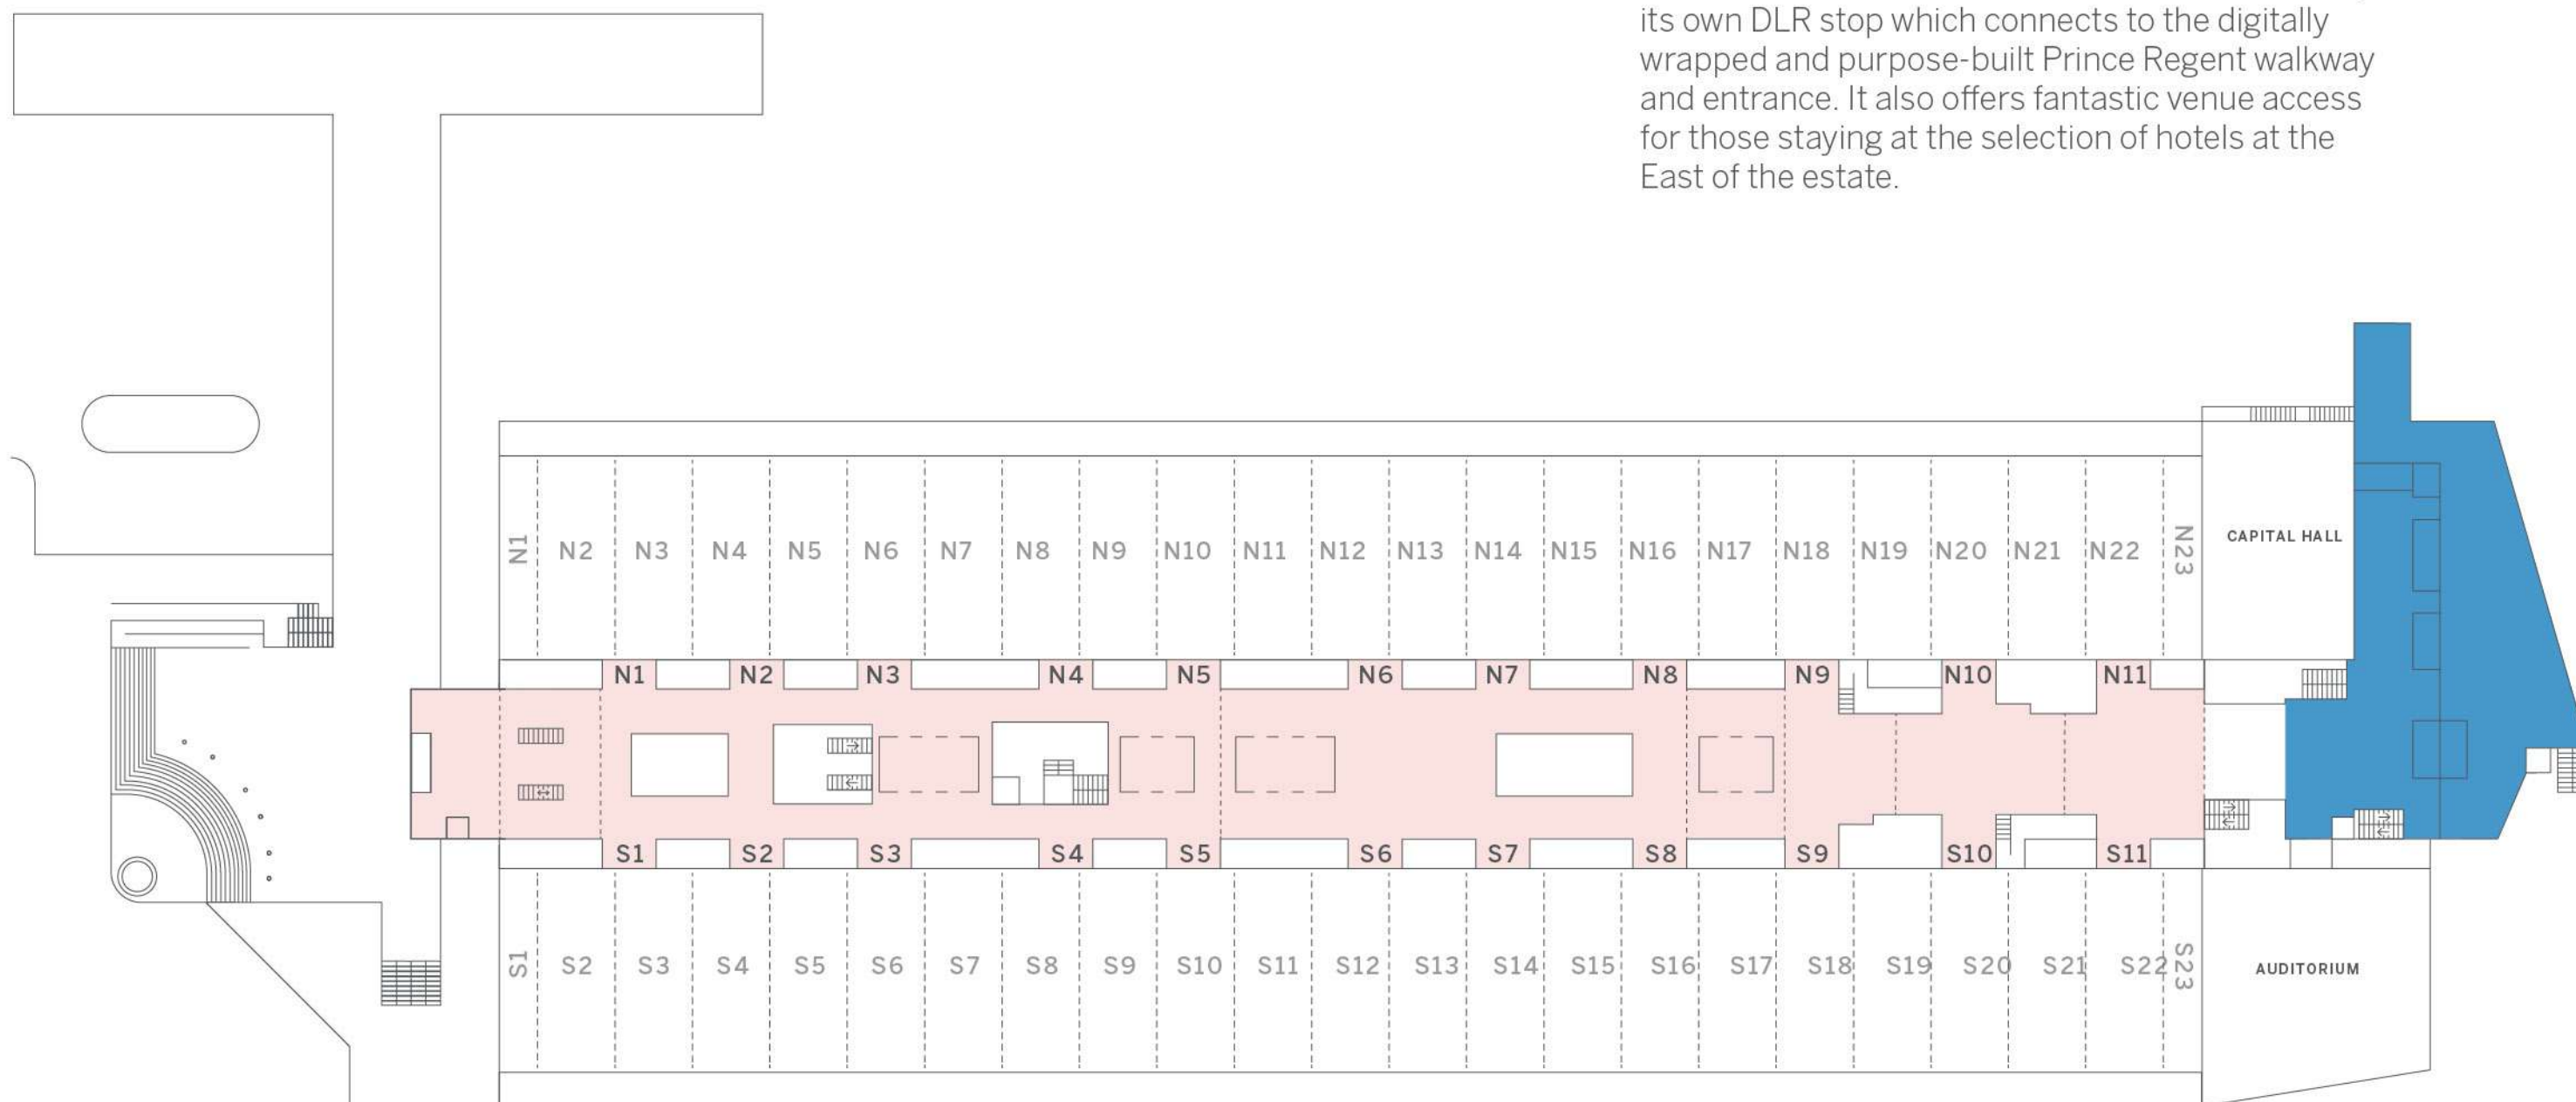 its own DLR stop which connects to the digitally
wrapped and purpose-built Prince Regent walkway
and entrance. It also offers fantastic venue access
for those staying at the selection of hotels at the
East of the estate.
N1 N2 N3 N4 N5 N6 N7 N8 N9 N10 N11 N12 N13 N14 N15 N16 N17 N18 N19 N20 N21 N22 N23 CAPITAL HALL
N1 N2 N3 N4 N5 N6 N7 N8 N9 N10 N11
S1 S2 S3 S4 S5 S6 S7 S8 S9 S10 S11
S1 S2 S3 S4 S5 S6 S7 S8 S9 S10 S11 S12 S13 S14 S15 S16 S17 S18 S19 S20 S21 S22 S23 AUDITORIUM